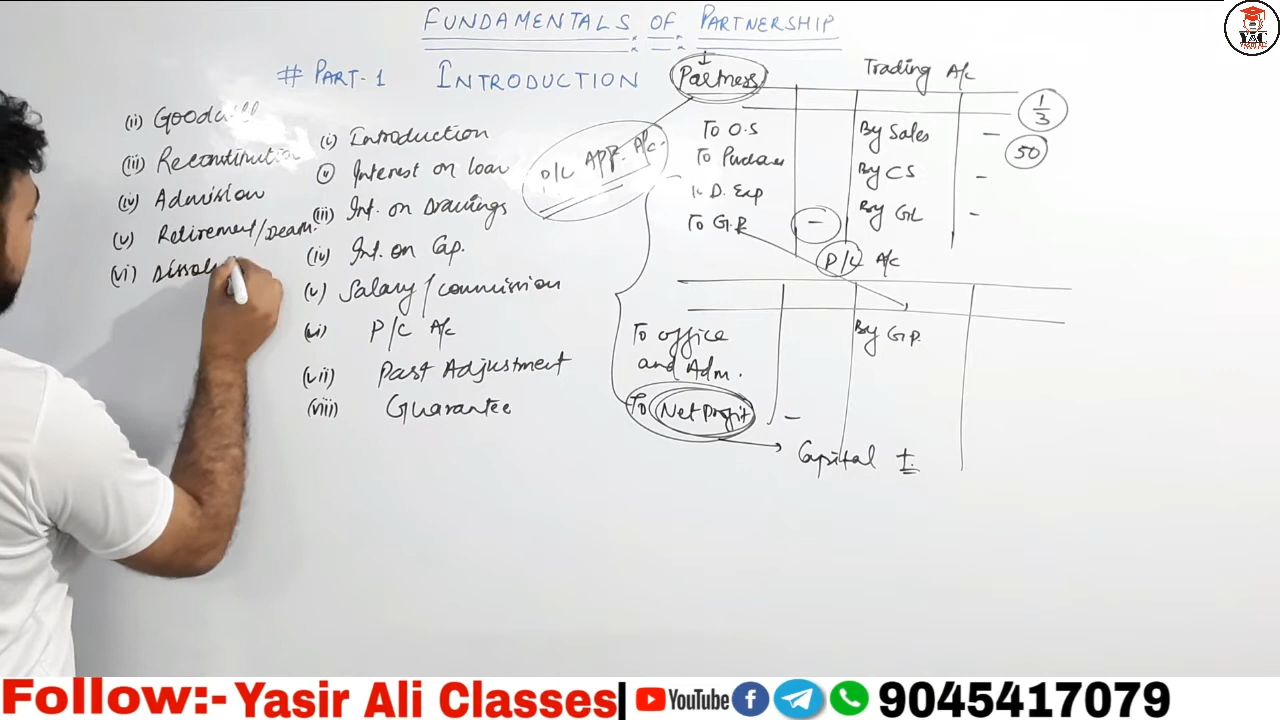 FUNDAMENTALS OF PARTNERSHIP
# PART-1 INTRODUCTION
(ii) Goodwill
(iii) Reconstitution
(iv) Admission
(v) Retirement/Death.
(vi) Dissolu
(i) Introduction
Interest on loan
(iii) Int. on Drawings
(iv) Int. on Cap.
(v) Salary/commission
(vi) P/C A/c
(vii) Past Adjustment
(viii) Guarantee
P/L APP. A/c.
Partners
Trading A/c
To O.S
By Sales
1/3
To Purchase
By CS
50
D. Exp
By GL
To G.P
P/L A/c
To office
and Adm.
By G.P.
To Net Profit
Capital I
YAC
Follow:- Yasir Ali Classes| YouTube 9045417079